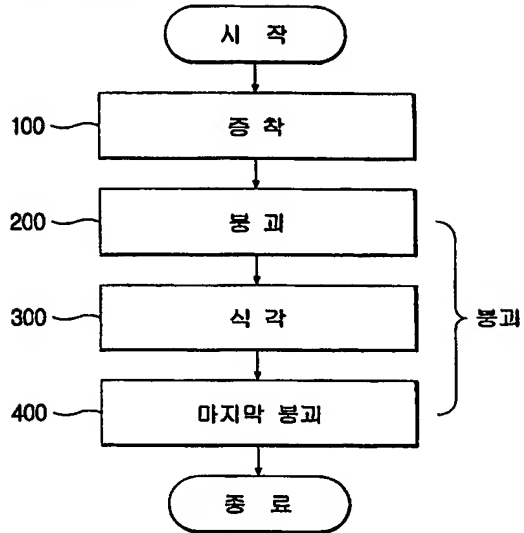 시 작
100 증 착
200 붕 괴
300 식 각
붕괴
400 마지막 붕괴
종 료